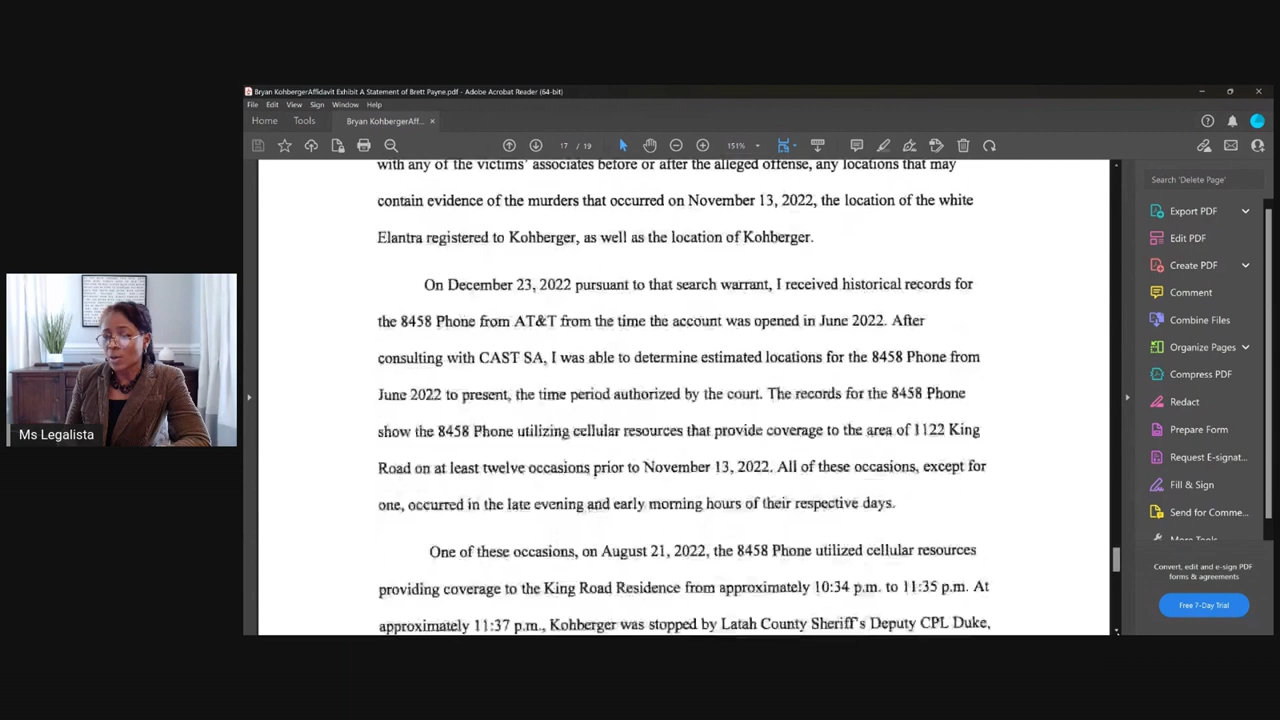 Bryan KohbergerAffidavit Exhibit A Statement of Brett Payne.pdf - Adobe Acrobat Reader (64-bit)
File Edit View Sign Window Help
Home Tools Bryan KohbergerAff... ×
17 / 19 151%
with any of the victims' associates before or after the alleged offense, any locations that may
contain evidence of the murders that occurred on November 13, 2022, the location of the white
Elantra registered to Kohberger, as well as the location of Kohberger.
On December 23, 2022 pursuant to that search warrant, I received historical records for
the 8458 Phone from AT&T from the time the account was opened in June 2022. After
consulting with CAST SA, I was able to determine estimated locations for the 8458 Phone from
June 2022 to present, the time period authorized by the court. The records for the 8458 Phone
show the 8458 Phone utilizing cellular resources that provide coverage to the area of 1122 King
Road on at least twelve occasions prior to November 13, 2022. All of these occasions, except for
one, occurred in the late evening and early morning hours of their respective days.
One of these occasions, on August 21, 2022, the 8458 Phone utilized cellular resources
providing coverage to the King Road Residence from approximately 10:34 p.m. to 11:35 p.m. At
approximately 11:37 p.m., Kohberger was stopped by Latah County Sheriff's Deputy CPL Duke,
Search 'Delete Page'
Export PDF
Edit PDF
Create PDF
Comment
Combine Files
Organize Pages
Compress PDF
Redact
Prepare Form
Request E-signat...
Fill & Sign
Send for Comme...
More Tools
Convert, edit and e-sign PDF
forms & agreements
Free 7-Day Trial
Ms Legalista